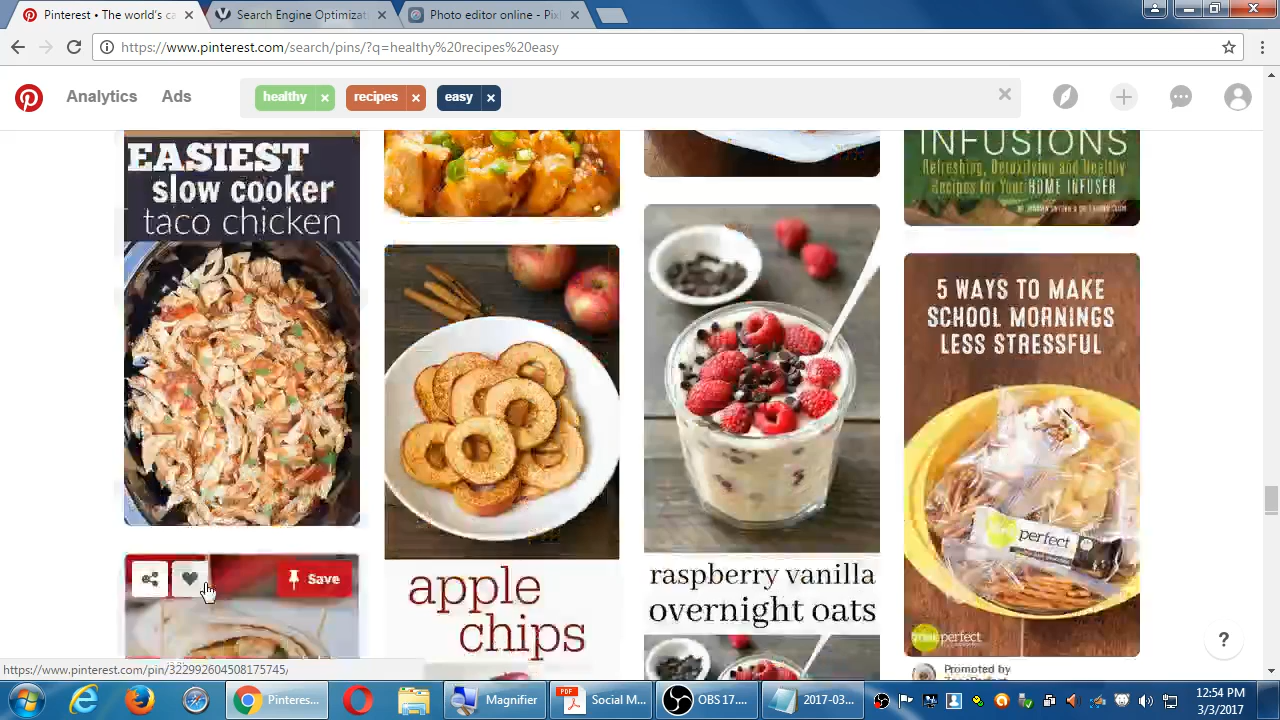 Pinterest • The world's ca
Search Engine Optimizat
Photo editor online - Pixl
https://www.pinterest.com/search/pins/?q=healthy%20recipes%20easy
Analytics
Ads
healthy ×
recipes ×
easy ×
EASIEST
slow cooker
taco chicken
INFUSIONS
Refreshing, Detoxifying and Healthy
Recipes for Your HOME INFUSER
5 WAYS TO MAKE
SCHOOL MORNINGS
LESS STRESSFUL
perfect
Save
apple
chips
raspberry vanilla
overnight oats
perfect
Promoted by
?
https://www.pinterest.com/pin/322992604508175745/
Pinteres...
Magnifier
PDF
Social M...
OBS 17....
2017-03...
12:54 PM
3/3/2017